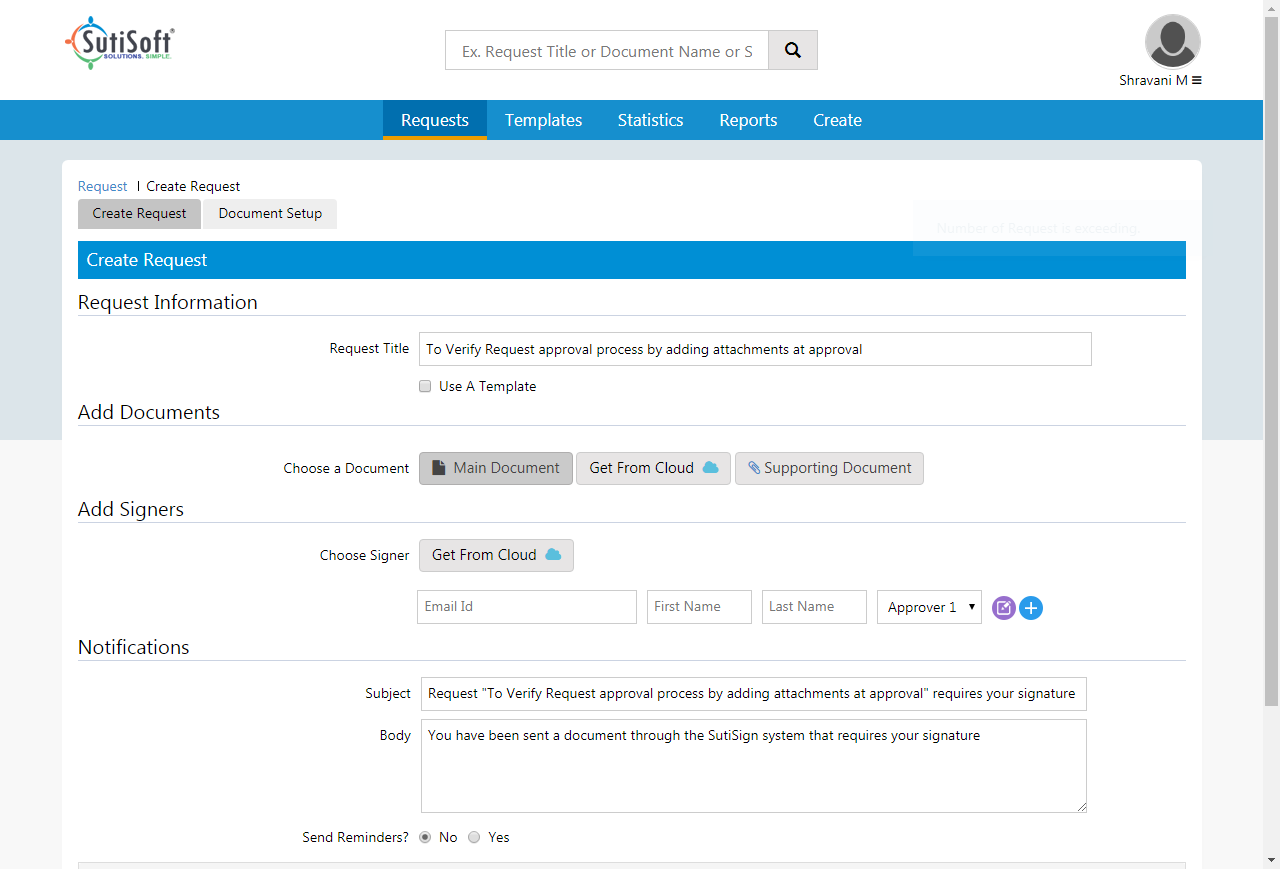 SutiSoft®
SOLUTIONS. SIMPLE.
Ex. Request Title or Document Name or S
Shravani M
Requests Templates Statistics Reports Create
Request | Create Request
Create Request Document Setup
Number of Request is exceeding
Create Request
Request Information
Request Title To Verify Request approval process by adding attachments at approval
Use A Template
Add Documents
Choose a Document Main Document Get From Cloud Supporting Document
Add Signers
Choose Signer Get From Cloud
Email Id First Name Last Name Approver 1
Notifications
Subject Request "To Verify Request approval process by adding attachments at approval" requires your signature
Body You have been sent a document through the SutiSign system that requires your signature
Send Reminders? No Yes